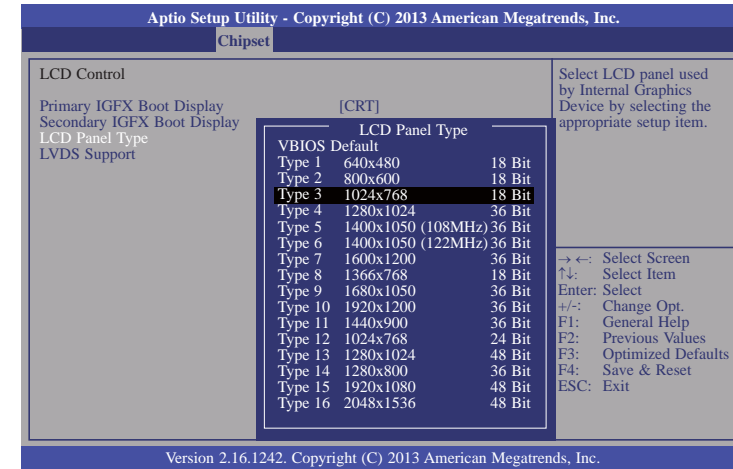 Aptio Setup Utility - Copyright (C) 2013 American Megatrends, Inc.
Chipset
LCD Control
Primary IGFX Boot Display [CRT]
Secondary IGFX Boot Display
LCD Panel Type
LVDS Support
LCD Panel Type
VBIOS Default
Type 1 640x480 18 Bit
Type 2 800x600 18 Bit
Type 3 1024x768 18 Bit
Type 4 1280x1024 36 Bit
Type 5 1400x1050 (108MHz) 36 Bit
Type 6 1400x1050 (122MHz) 36 Bit
Type 7 1600x1200 36 Bit
Type 8 1366x768 18 Bit
Type 9 1680x1050 36 Bit
Type 10 1920x1200 36 Bit
Type 11 1440x900 36 Bit
Type 12 1024x768 24 Bit
Type 13 1280x1024 48 Bit
Type 14 1280x800 36 Bit
Type 15 1920x1080 48 Bit
Type 16 2048x1536 48 Bit
Select LCD panel used
by Internal Graphics
Device by selecting the
appropriate setup item.
→ ←: Select Screen
↑↓: Select Item
Enter: Select
+/-: Change Opt.
F1: General Help
F2: Previous Values
F3: Optimized Defaults
F4: Save & Reset
ESC: Exit
Version 2.16.1242. Copyright (C) 2013 American Megatrends, Inc.